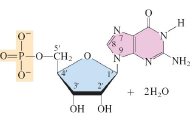 O
O⁻
N
7
8
9
N
N
N—H
NH₂
O=P—O—CH₂
5'
O⁻
O
4'
1'
3'
2'
OH
OH
+ 2H₂O